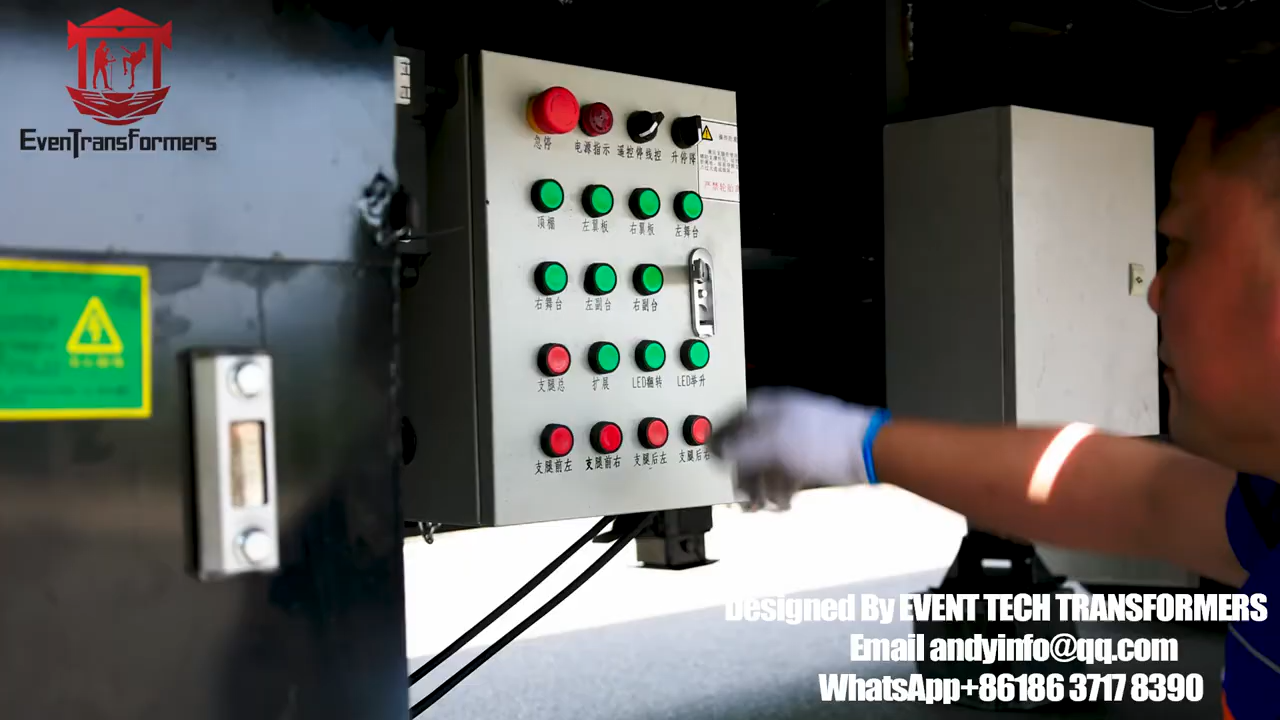 EVENTRANSFORMERS
急停
电源指示
遥控停线控
升停降
顶棚
左翼板
右翼板
左舞台
右舞台
左副台
右副台
支腿总
扩展
LED翻转
LED举升
支腿前左
支腿前右
支腿后左
支腿后右
严禁轮胎
Designed By EVENT TECH TRANSFORMERS
Email andyinfo@qq.com
WhatsApp+86186 3717 8390